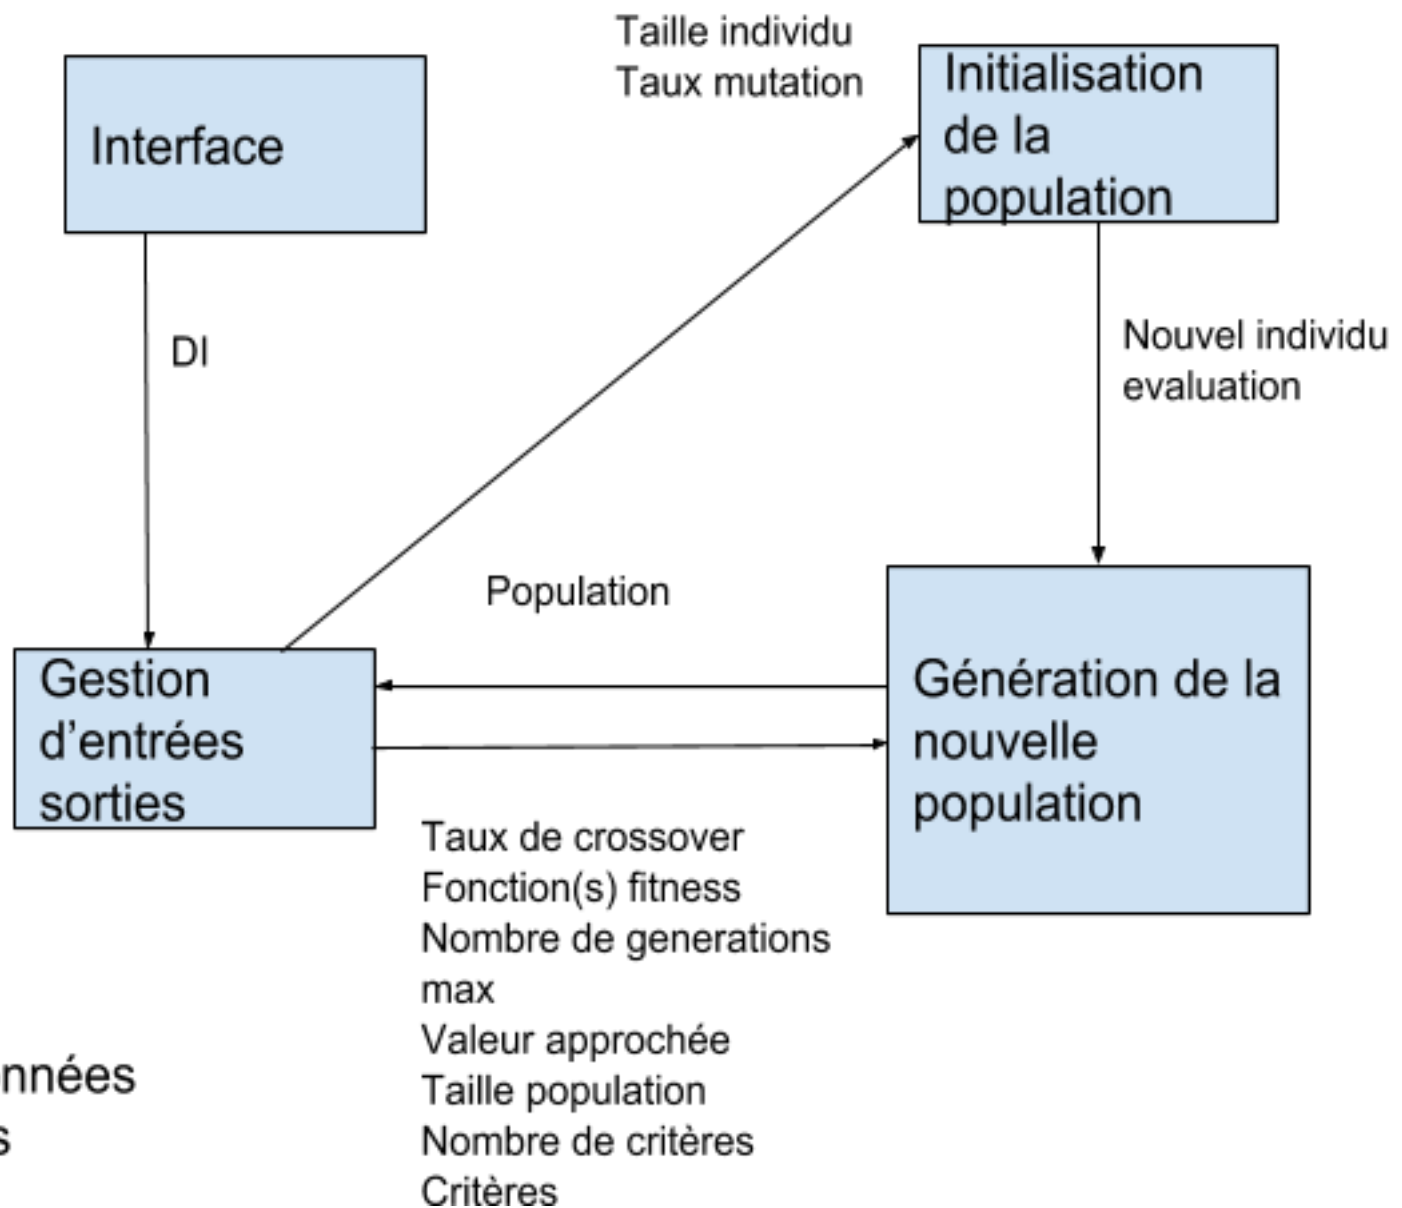 Taille individu
Taux mutation
Interface
Initialisation
de la
population
DI
Nouvel individu
evaluation
Population
Gestion
d'entrées
sorties
Génération de la
nouvelle
population
Taux de crossover
Fonction(s) fitness
Nombre de generations
max
Valeur approchée
Taille population
Nombre de critères
Critères
nnées
s